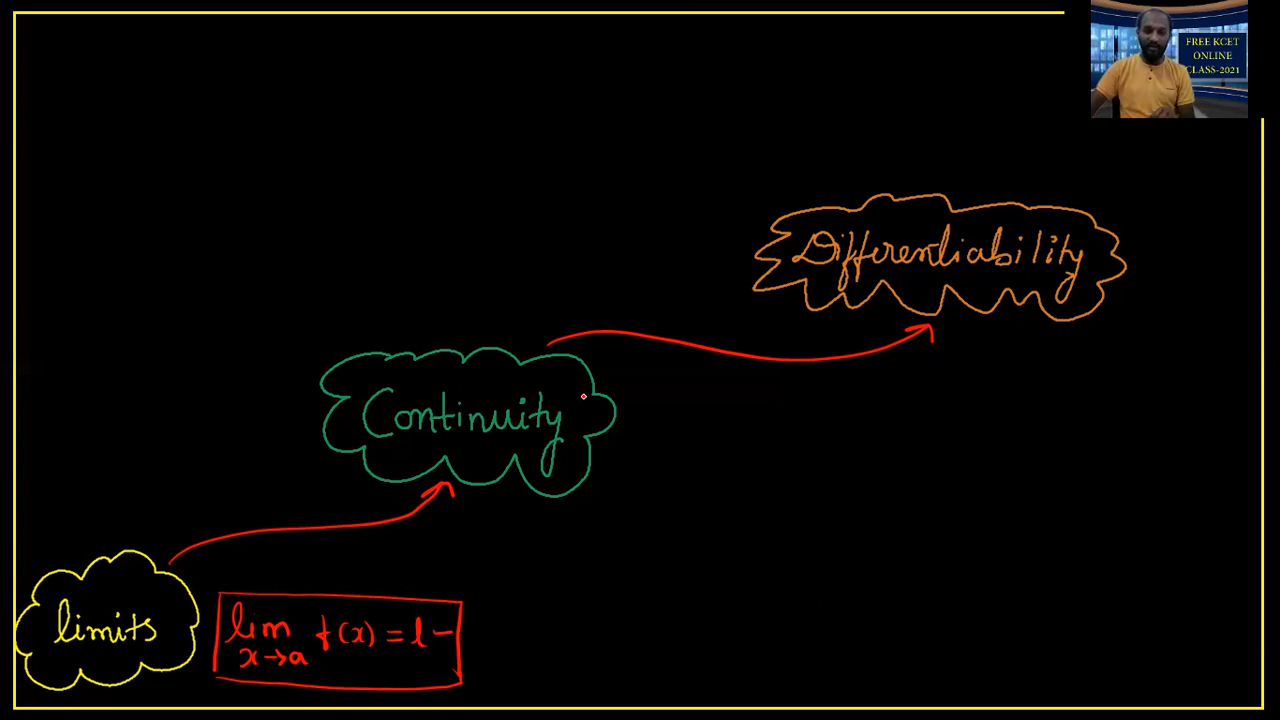 FREE KCET
ONLINE
CLASS-2021
Differentiability
Continuity
limits
lim f(x) = l -
x→a